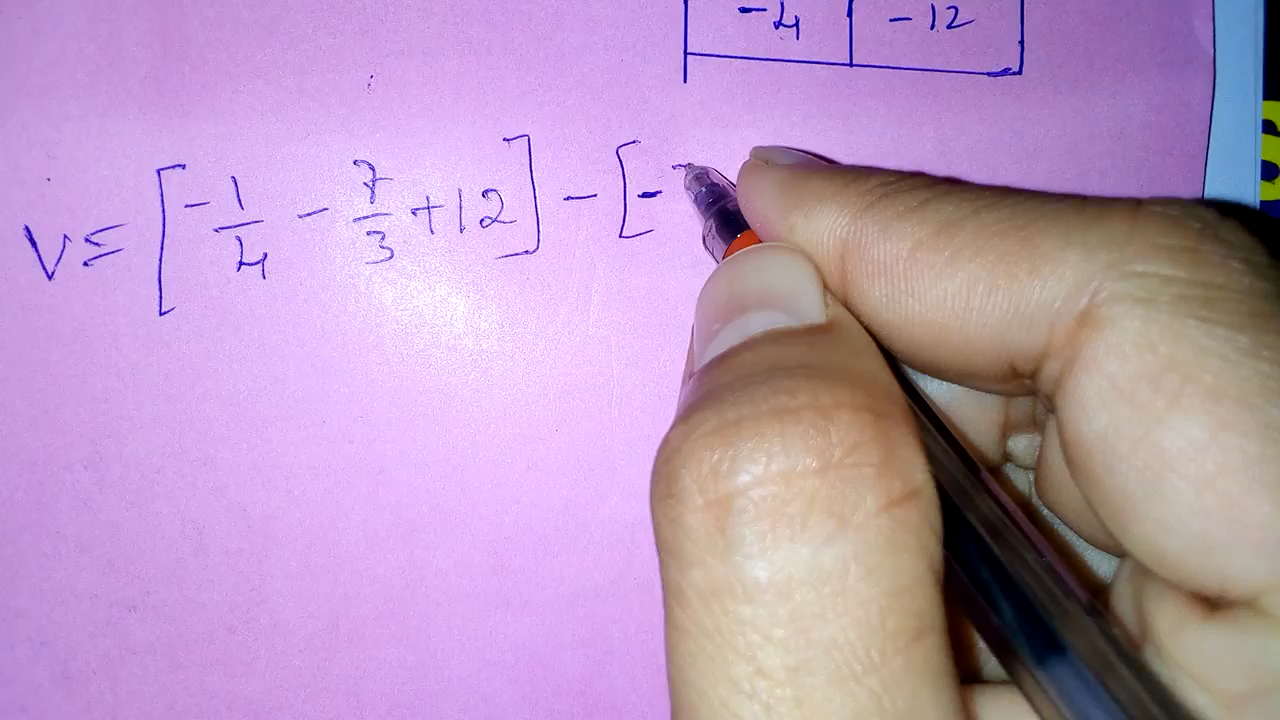 -4 -12
V = [-1/4 - 7/3 + 12] - [-